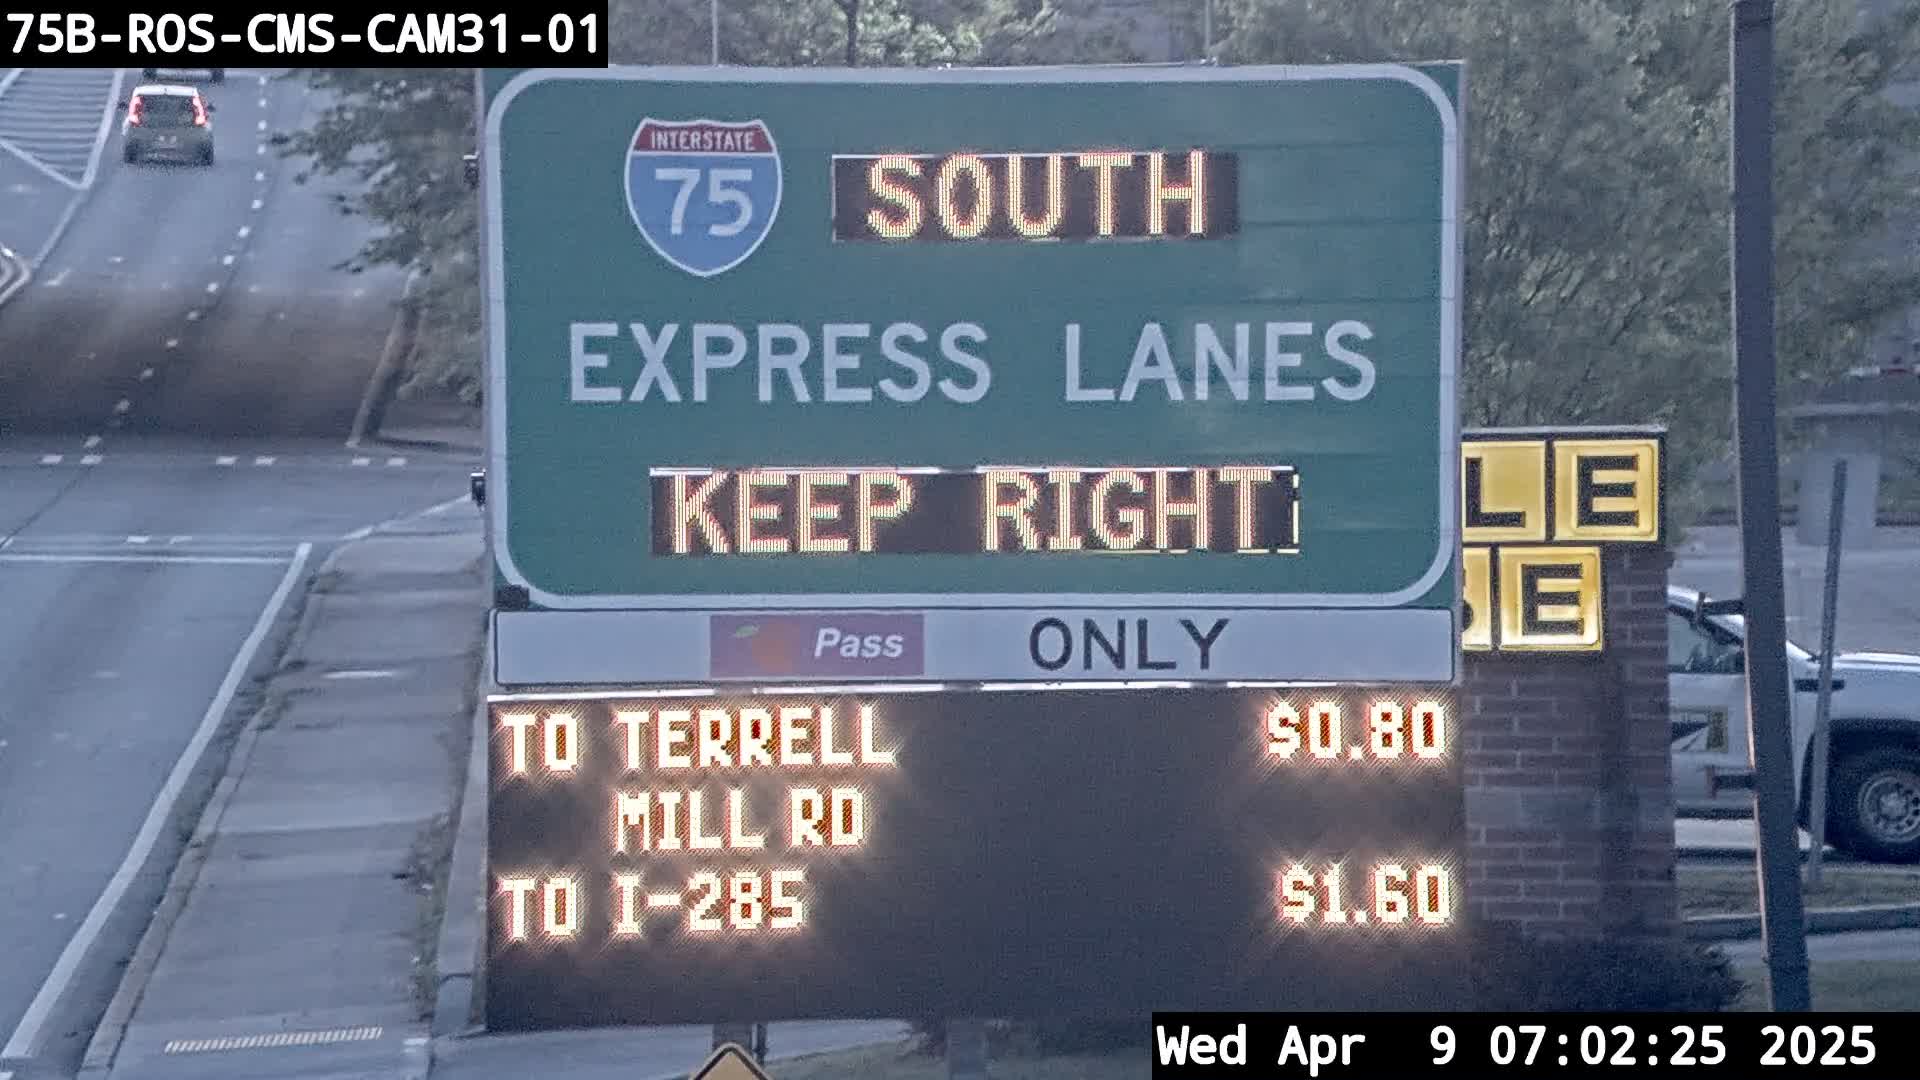 75B-ROS-CMS-CAM31-01
INTERSTATE
75
SOUTH
EXPRESS LANES
KEEP RIGHT
Pass ONLY
TO TERRELL $0.80
MILL RD
TO I-285 $1.60
LE
E
Wed Apr 9 07:02:25 2025